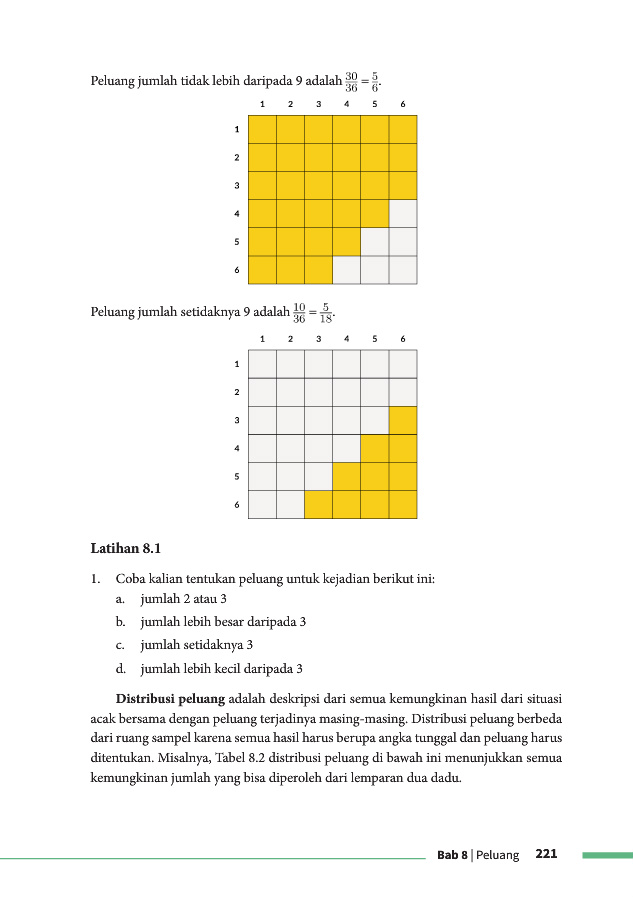 Peluang jumlah tidak lebih daripada 9 adalah 30/36 = 5/6.
1 2 3 4 5 6
1
2
3
4
5
6
Peluang jumlah setidaknya 9 adalah 10/36 = 5/18.
1 2 3 4 5 6
1
2
3
4
5
6
Latihan 8.1
1. Coba kalian tentukan peluang untuk kejadian berikut ini:
a. jumlah 2 atau 3
b. jumlah lebih besar daripada 3
c. jumlah setidaknya 3
d. jumlah lebih kecil daripada 3
Distribusi peluang adalah deskripsi dari semua kemungkinan hasil dari situasi
acak bersama dengan peluang terjadinya masing-masing. Distribusi peluang berbeda
dari ruang sampel karena semua hasil harus berupa angka tunggal dan peluang harus
ditentukan. Misalnya, Tabel 8.2 distribusi peluang di bawah ini menunjukkan semua
kemungkinan jumlah yang bisa diperoleh dari lemparan dua dadu.
Bab 8 | Peluang 221